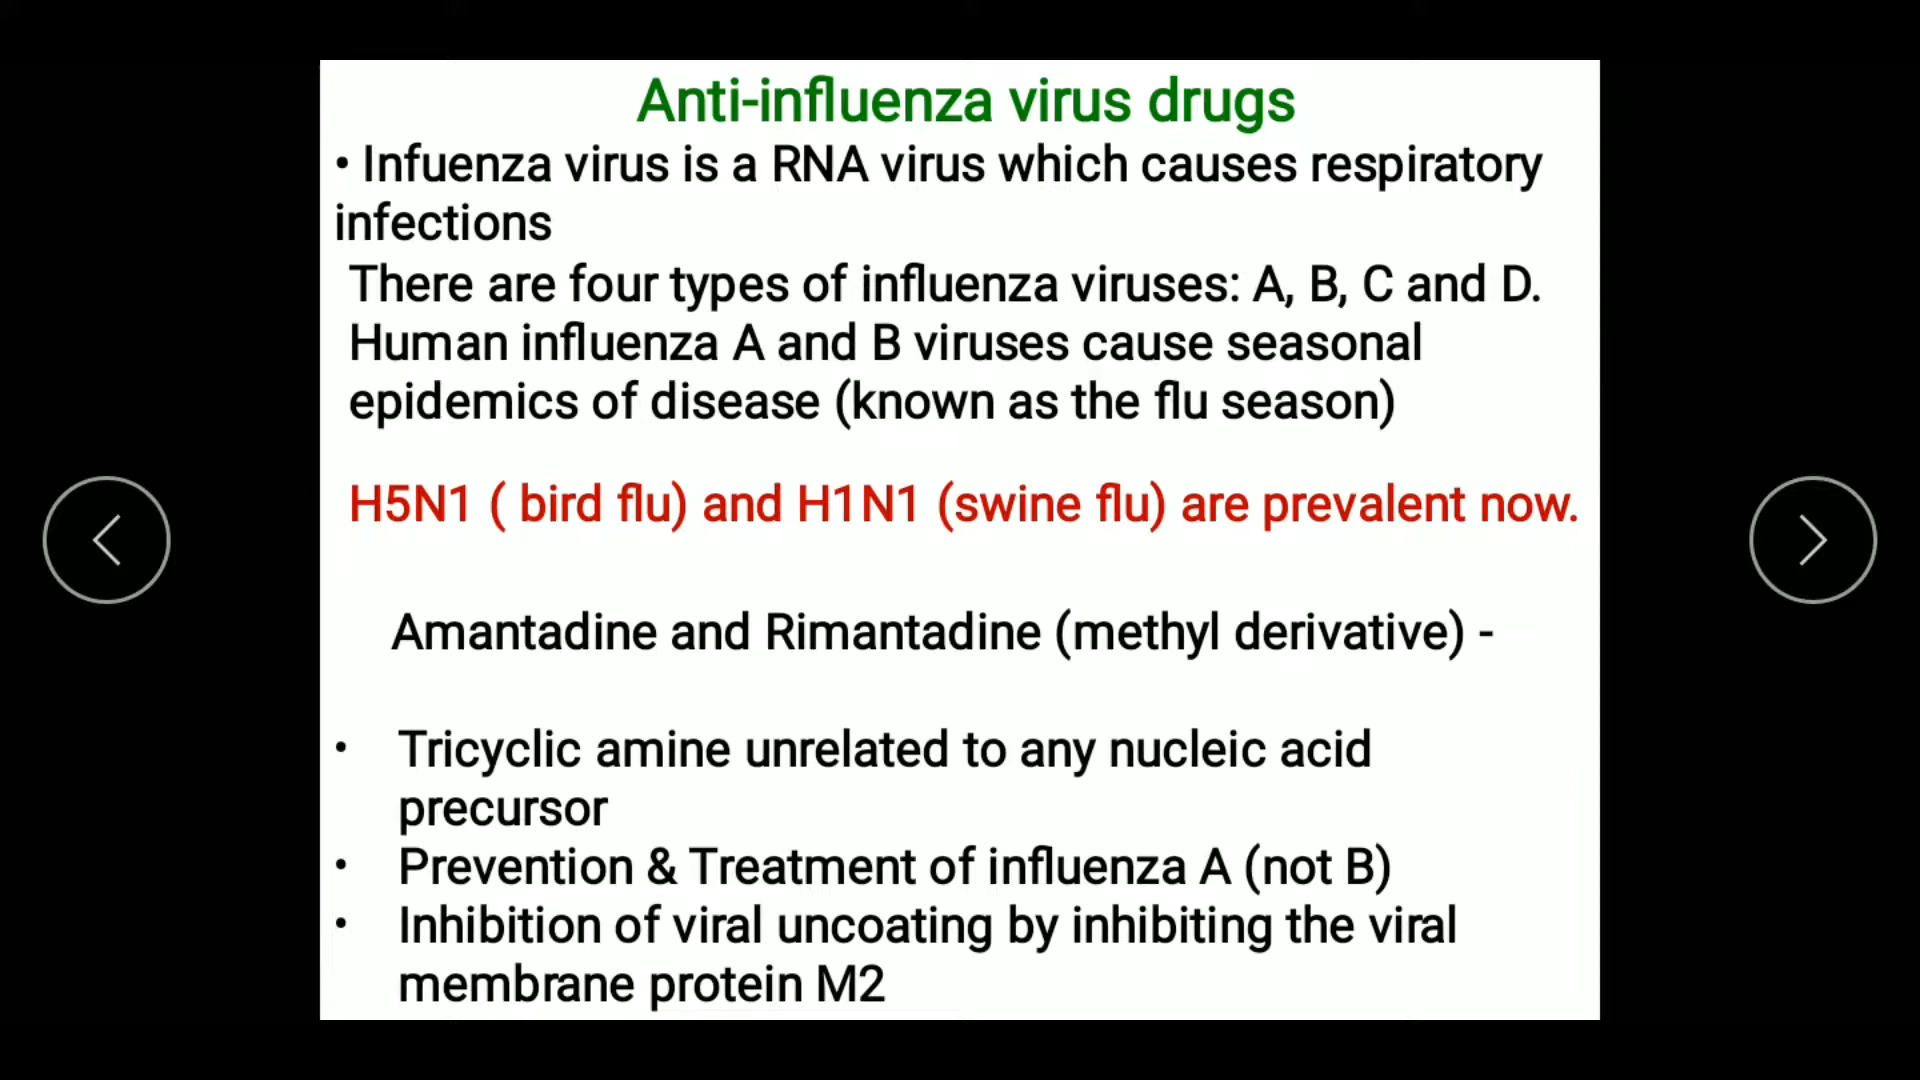 Anti-influenza virus drugs
• Infuenza virus is a RNA virus which causes respiratory
infections
There are four types of influenza viruses: A, B, C and D.
Human influenza A and B viruses cause seasonal
epidemics of disease (known as the flu season)
H5N1 ( bird flu) and H1N1 (swine flu) are prevalent now.
Amantadine and Rimantadine (methyl derivative) -
• Tricyclic amine unrelated to any nucleic acid
precursor
• Prevention & Treatment of influenza A (not B)
• Inhibition of viral uncoating by inhibiting the viral
membrane protein M2